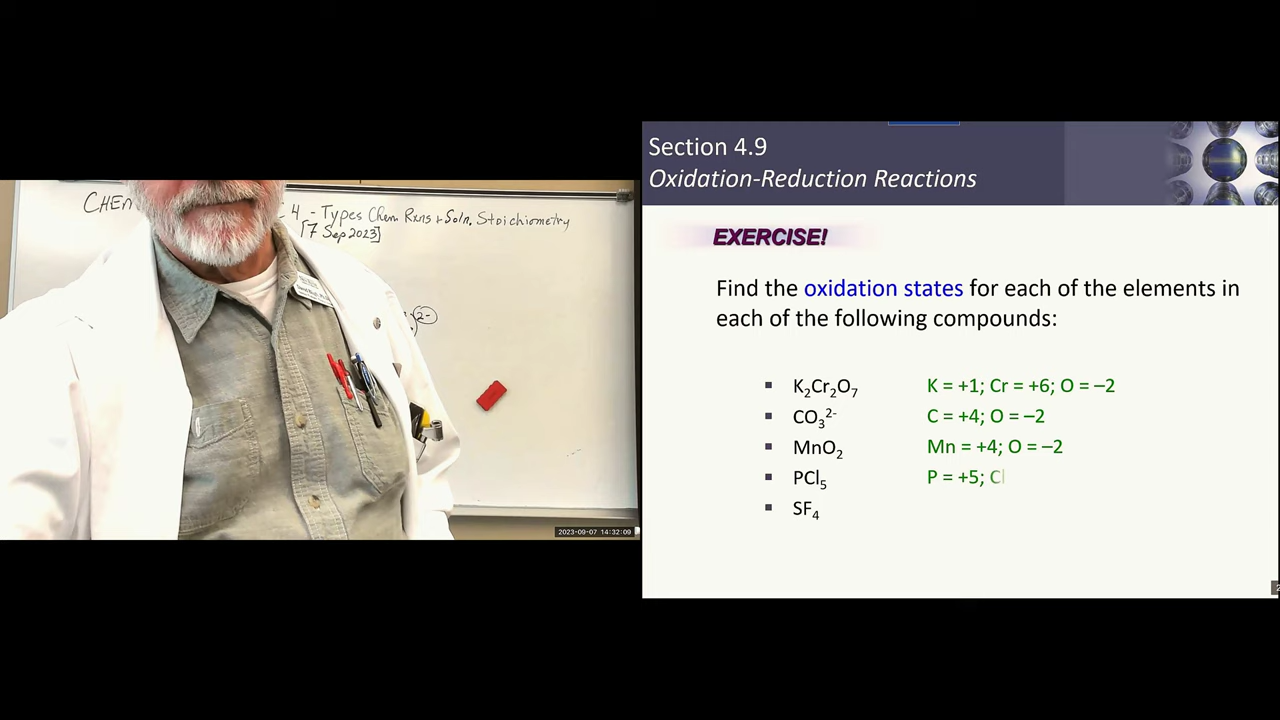 CHEM
4 - Types Chem Rxns + Soln. Stoichiometry
[7 Sep 2023]
2-
2023-09-07 14:32:09
Section 4.9
Oxidation-Reduction Reactions
EXERCISE!
Find the oxidation states for each of the elements in
each of the following compounds:
▪ K₂Cr₂O₇ K = +1; Cr = +6; O = –2
▪ CO₃²⁻ C = +4; O = –2
▪ MnO₂ Mn = +4; O = –2
▪ PCl₅ P = +5; Cl
▪ SF₄